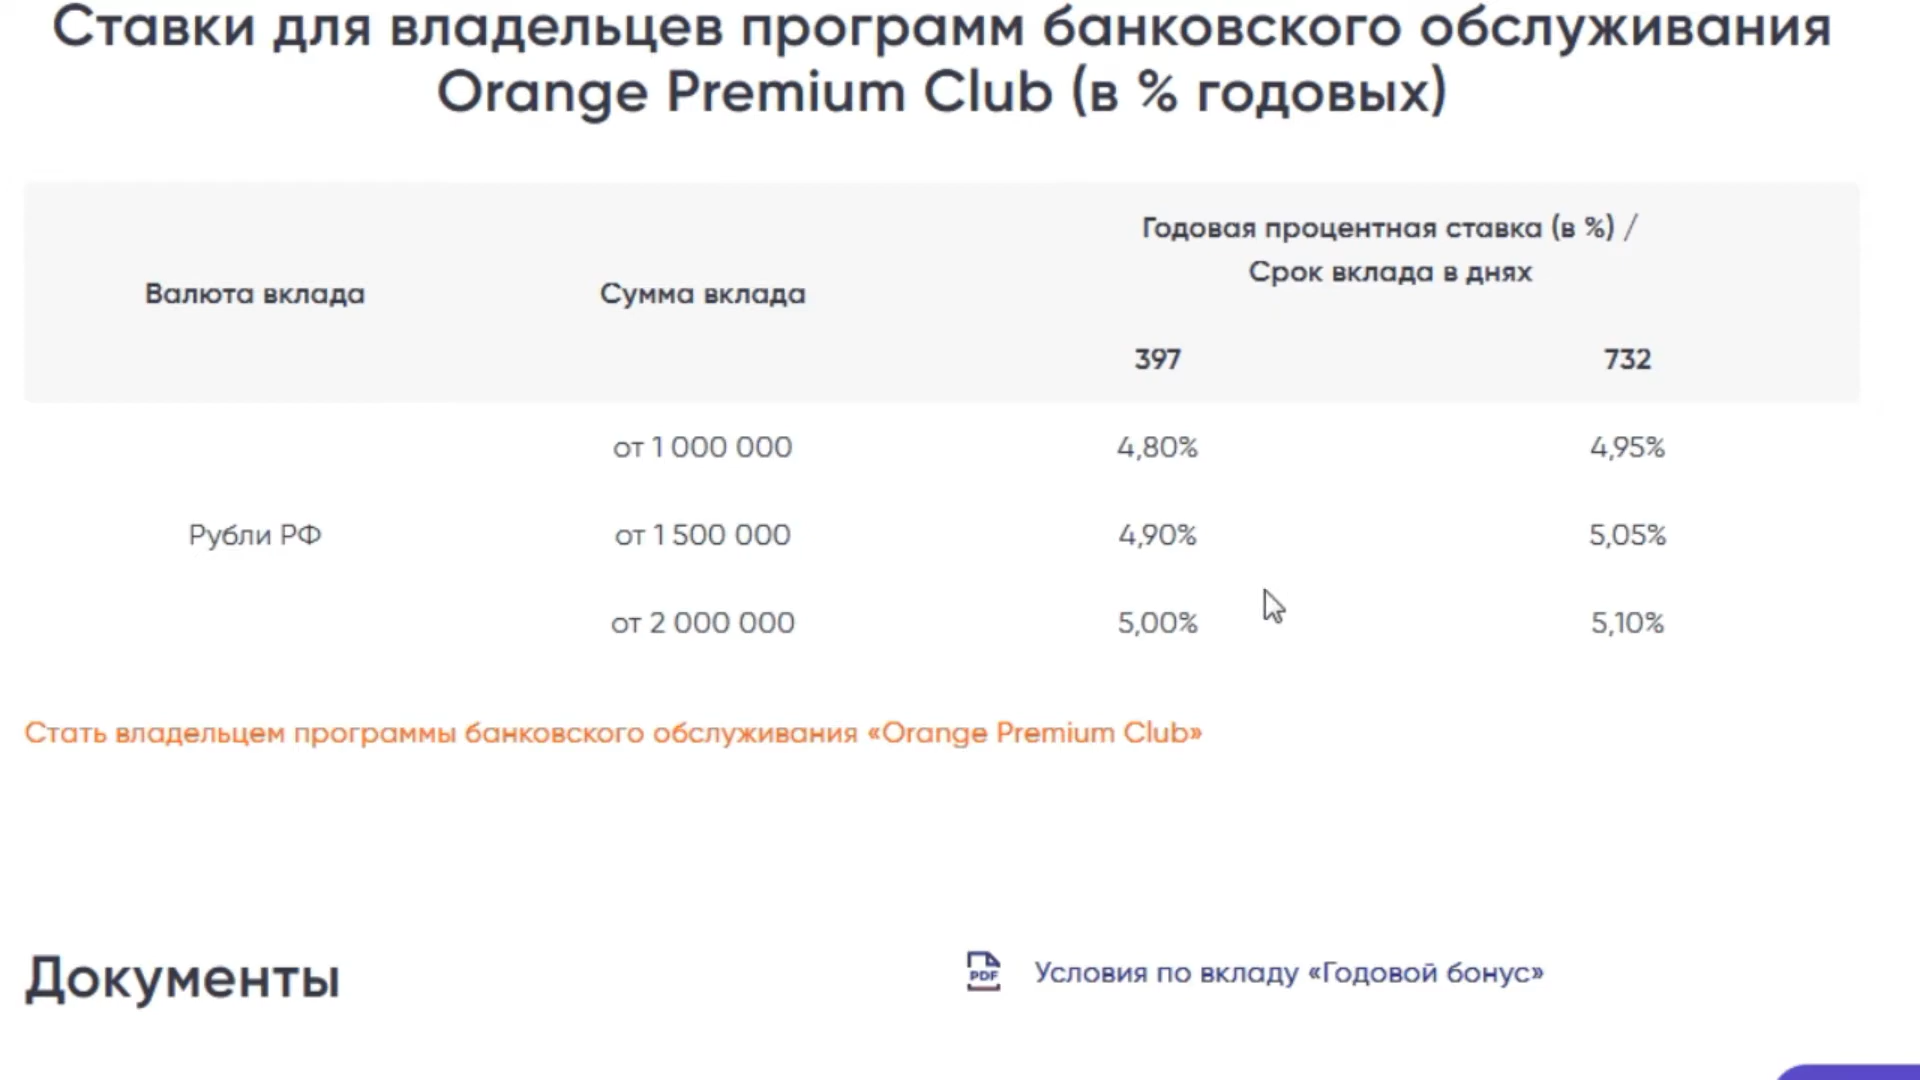 Ставки для владельцев программ банковского обслуживания
Orange Premium Club (в % годовых)
Валюта вклада
Сумма вклада
Годовая процентная ставка (в %) /
Срок вклада в днях
397
732
от 1 000 000
4,80%
4,95%
Рубли РФ
от 1 500 000
4,90%
5,05%
от 2 000 000
5,00%
5,10%
Стать владельцем программы банковского обслуживания «Orange Premium Club»
Документы
PDF
Условия по вкладу «Годовой бонус»